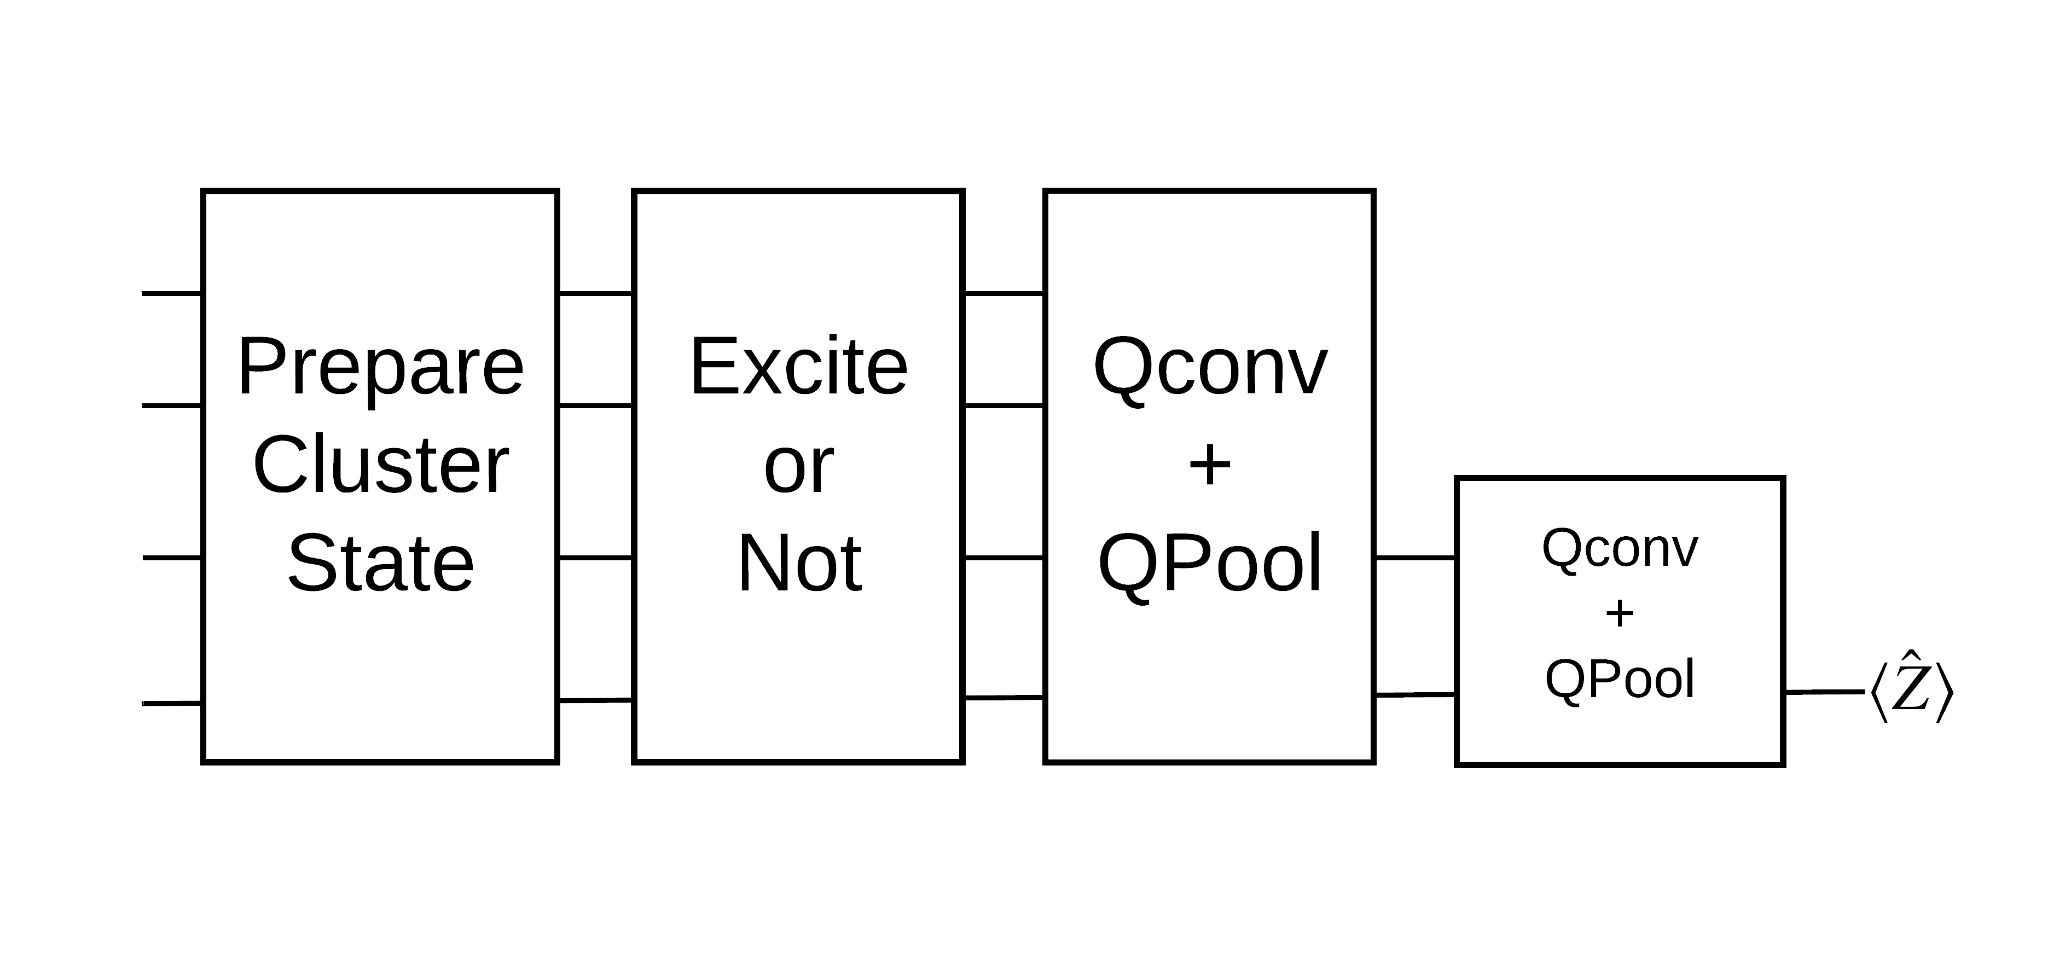 Prepare
Cluster
State
Excite
or
Not
Qconv
+
QPool
Qconv
+
QPool
⟨Ẑ⟩